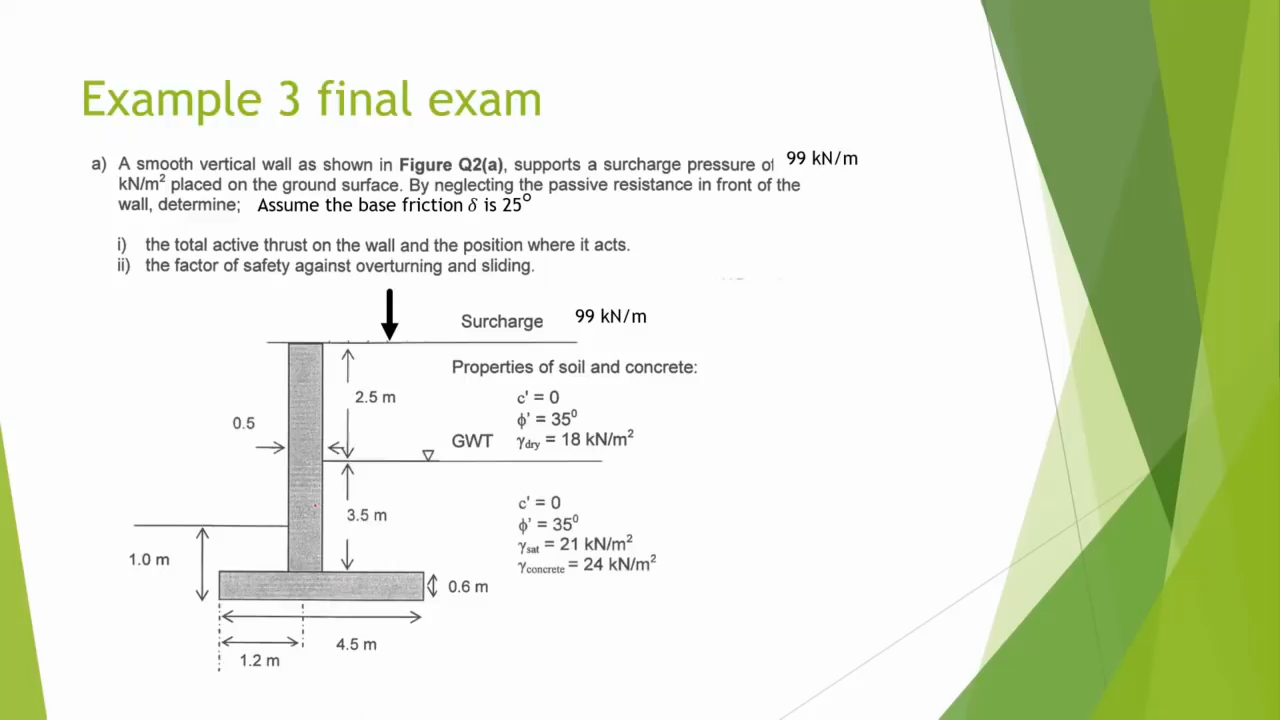 Example 3 final exam
a) A smooth vertical wall as shown in Figure Q2(a), supports a surcharge pressure of 99 kN/m
kN/m² placed on the ground surface. By neglecting the passive resistance in front of the
wall, determine; Assume the base friction δ is 25°
i) the total active thrust on the wall and the position where it acts.
ii) the factor of safety against overturning and sliding.
Surcharge 99 kN/m
Properties of soil and concrete:
2.5 m
c' = 0
ϕ' = 35⁰
0.5
GWT
γdry = 18 kN/m²
c' = 0
3.5 m
ϕ' = 35⁰
γsat = 21 kN/m²
1.0 m
γconcrete = 24 kN/m²
0.6 m
4.5 m
1.2 m